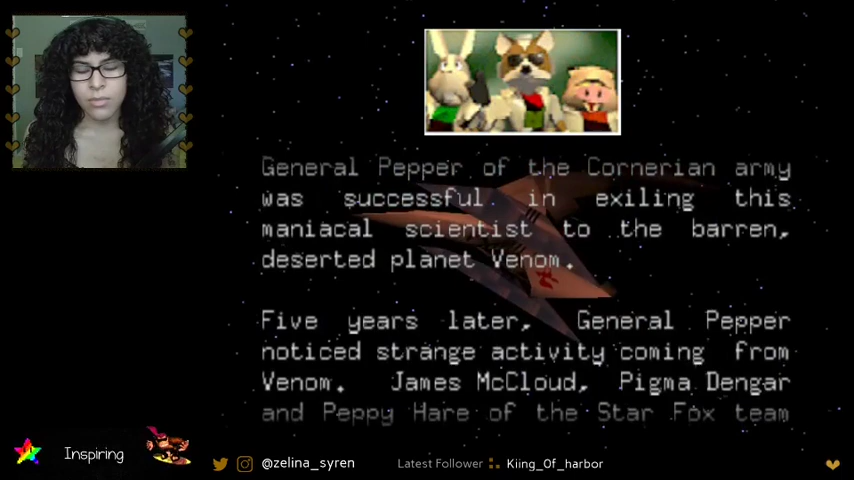 General Pepper of the Cornerian army
was successful in exiling this
maniacal scientist to the barren,
deserted planet Venom.
Five years later, General Pepper
noticed strange activity coming from
Venom. James McCloud, Pigma Dengar
and Peppy Hare of the Star Fox team
Inspiring
@zelina_syren
Latest Follower :. Kiing_0f_harbor